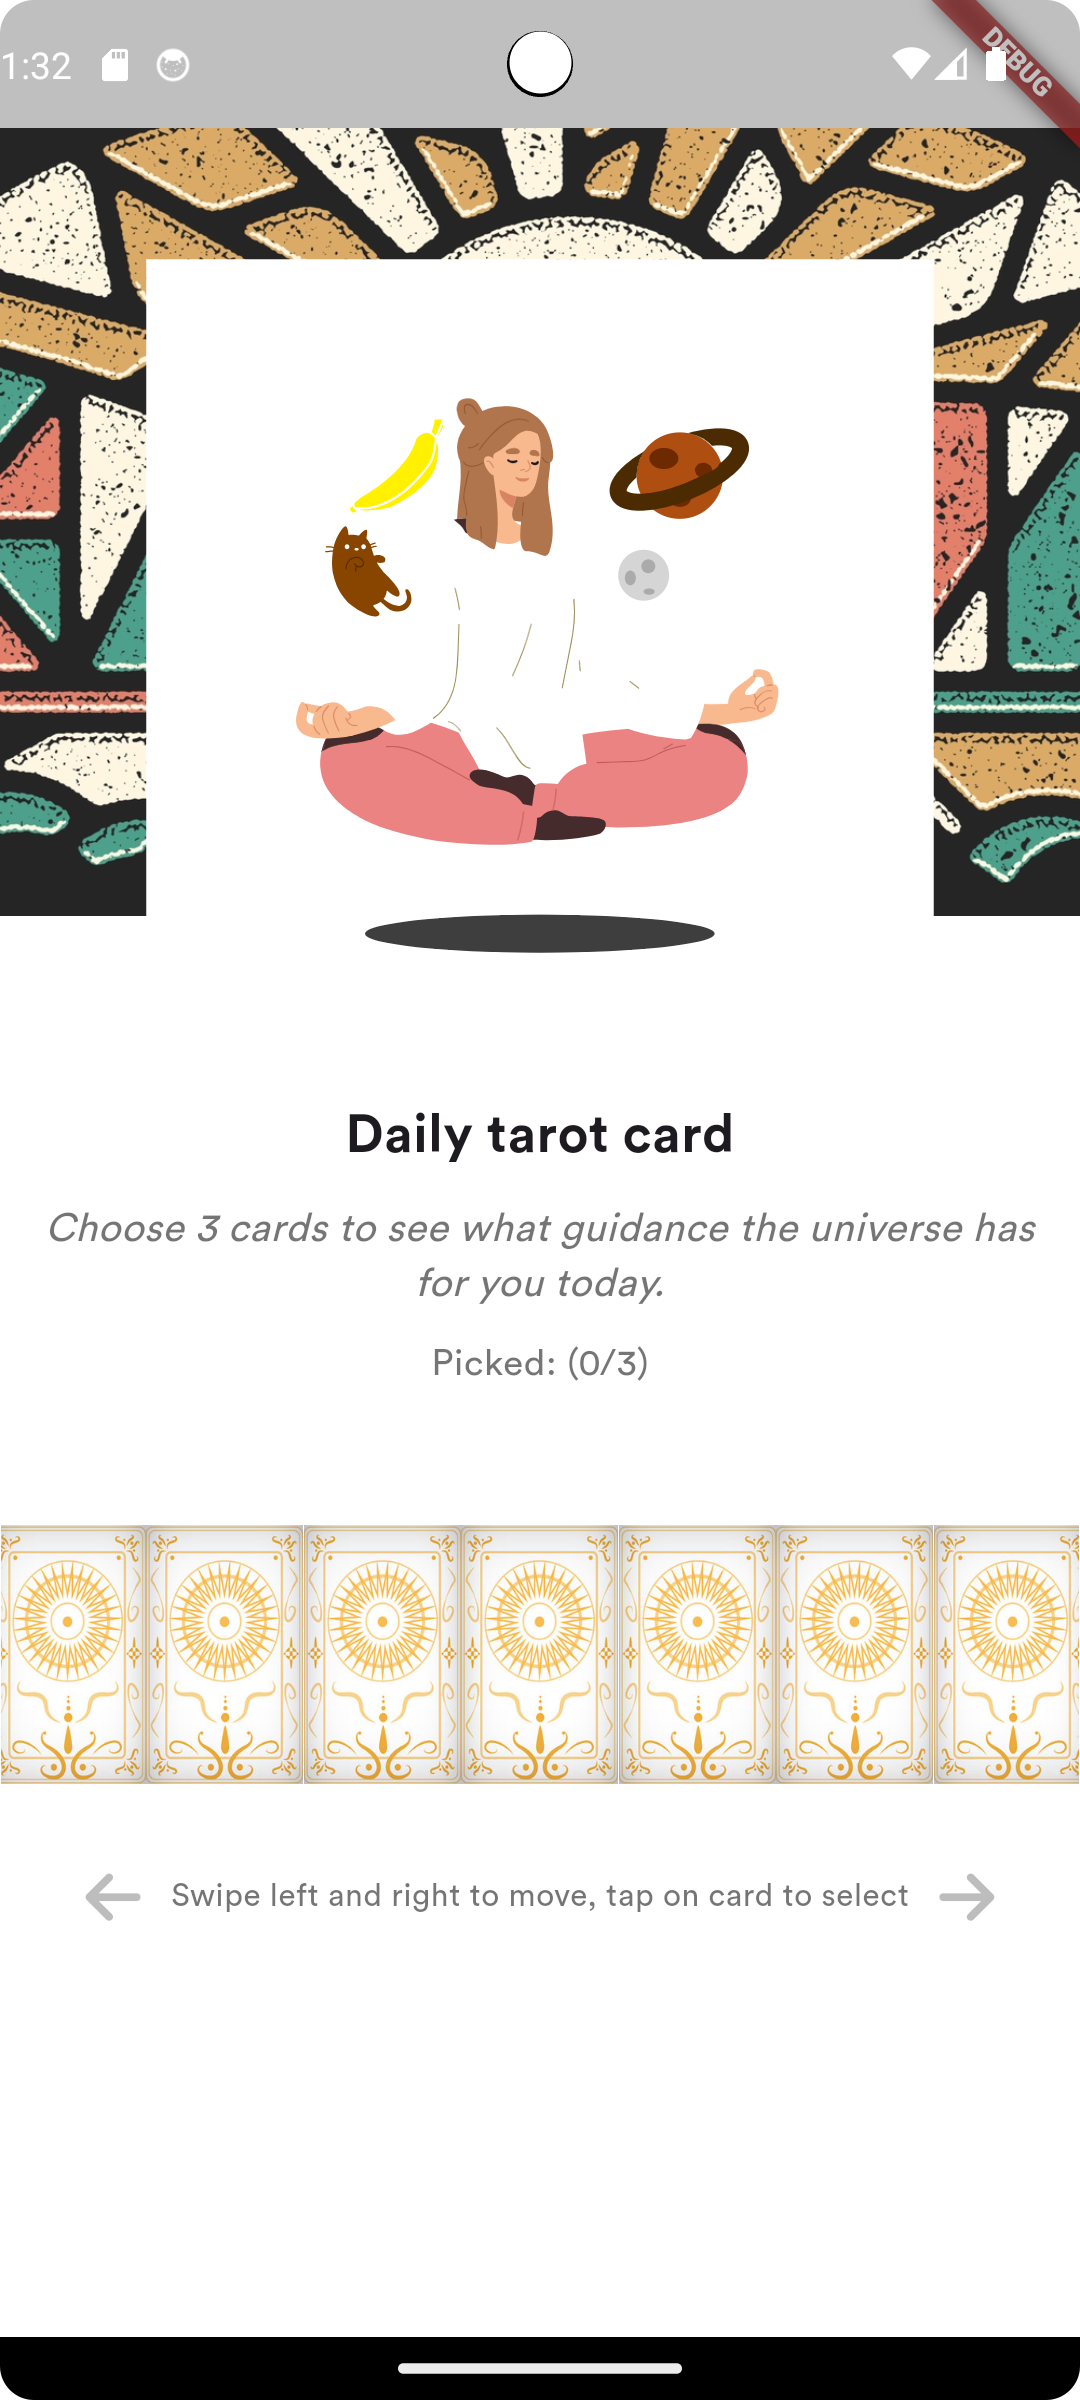 1:32
DEBUG
Daily tarot card
Choose 3 cards to see what guidance the universe has
for you today.
Picked: (0/3)
Swipe left and right to move, tap on card to select